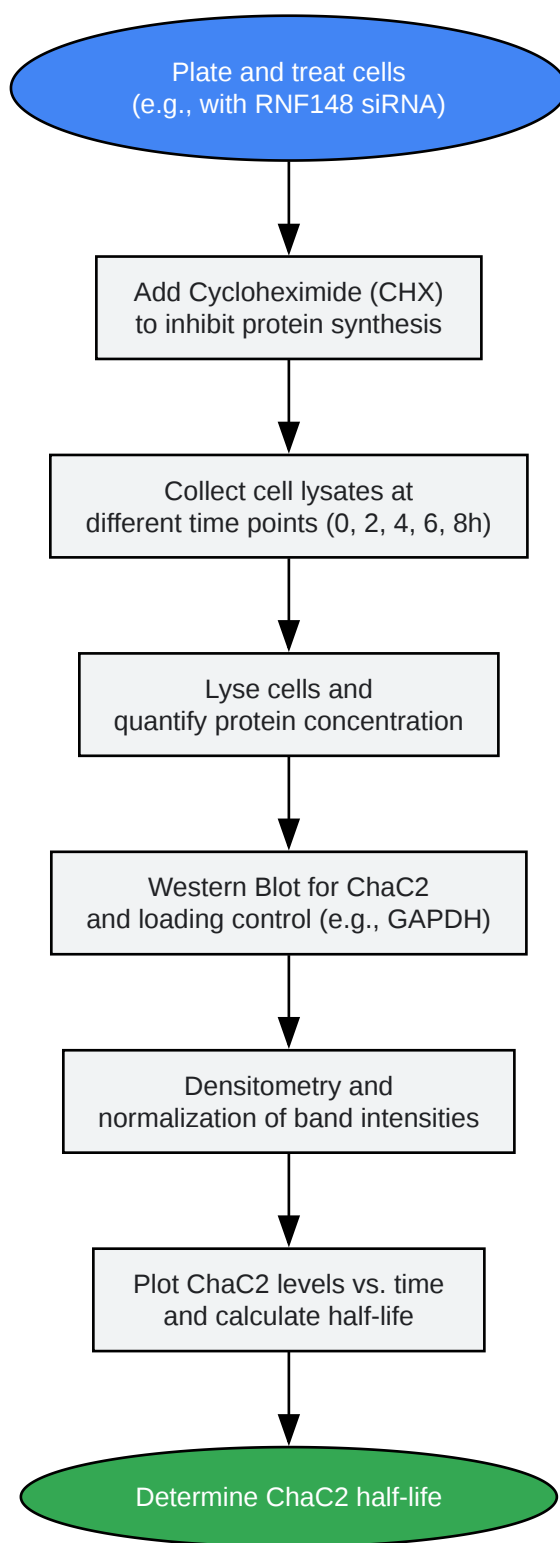 Plate and treat cells
(e.g., with RNF148 siRNA)
Add Cycloheximide (CHX)
to inhibit protein synthesis
Collect cell lysates at
different time points (0, 2, 4, 6, 8h)
Lyse cells and
quantify protein concentration
Western Blot for ChaC2
and loading control (e.g., GAPDH)
Densitometry and
normalization of band intensities
Plot ChaC2 levels vs. time
and calculate half-life
Determine ChaC2 half-life